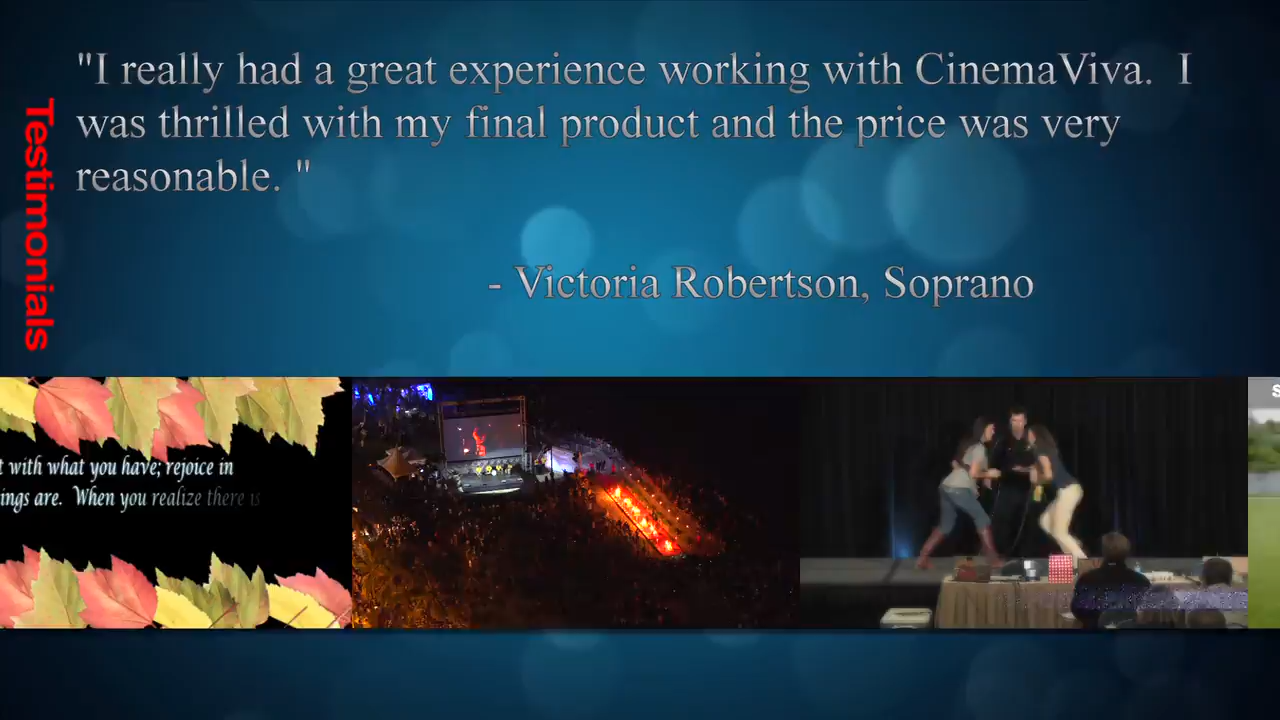 "I really had a great experience working with CinemaViva.  I
was thrilled with my final product and the price was very
reasonable. "
- Victoria Robertson, Soprano
Testimonials
with what you have; rejoice in
are.  When you realize there is